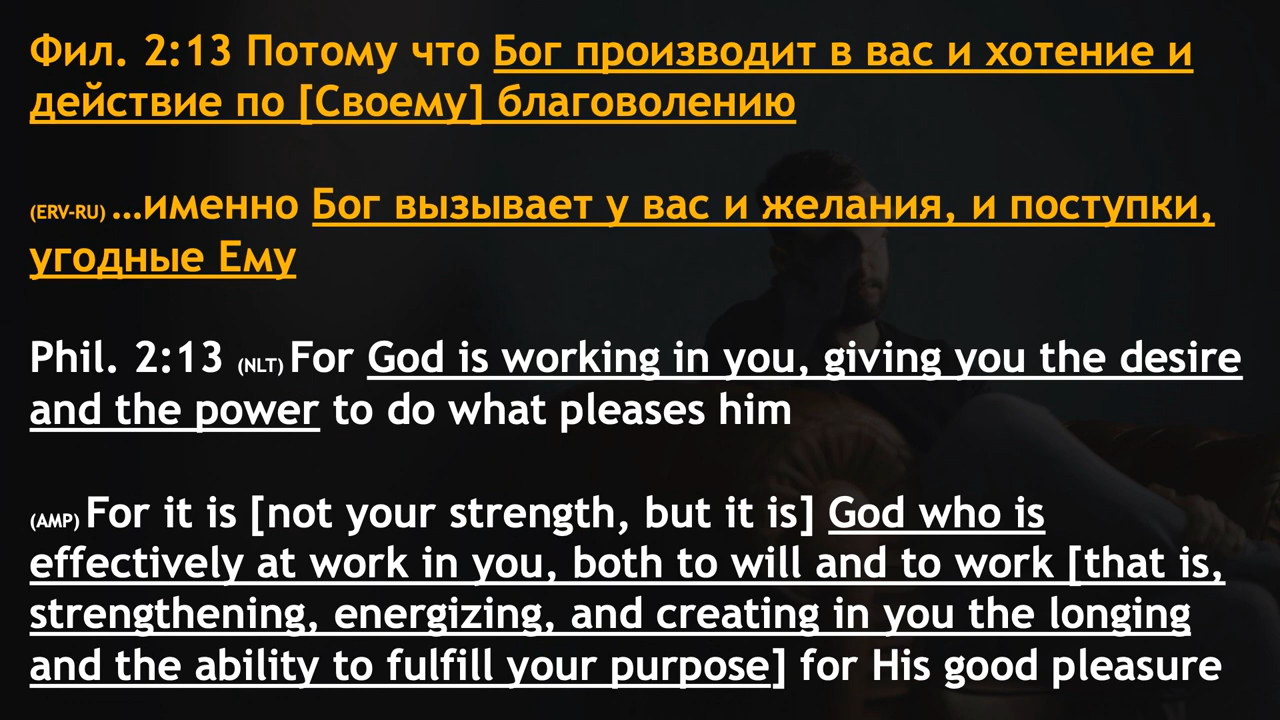 Фил. 2:13 Потому что Бог производит в вас и хотение и
действие по [Своему] благоволению
(ERV-RU) ...именно Бог вызывает у вас и желания, и поступки,
угодные Ему
Phil. 2:13 (NLT) For God is working in you, giving you the desire
and the power to do what pleases him
(AMP) For it is [not your strength, but it is] God who is
effectively at work in you, both to will and to work [that is,
strengthening, energizing, and creating in you the longing
and the ability to fulfill your purpose] for His good pleasure